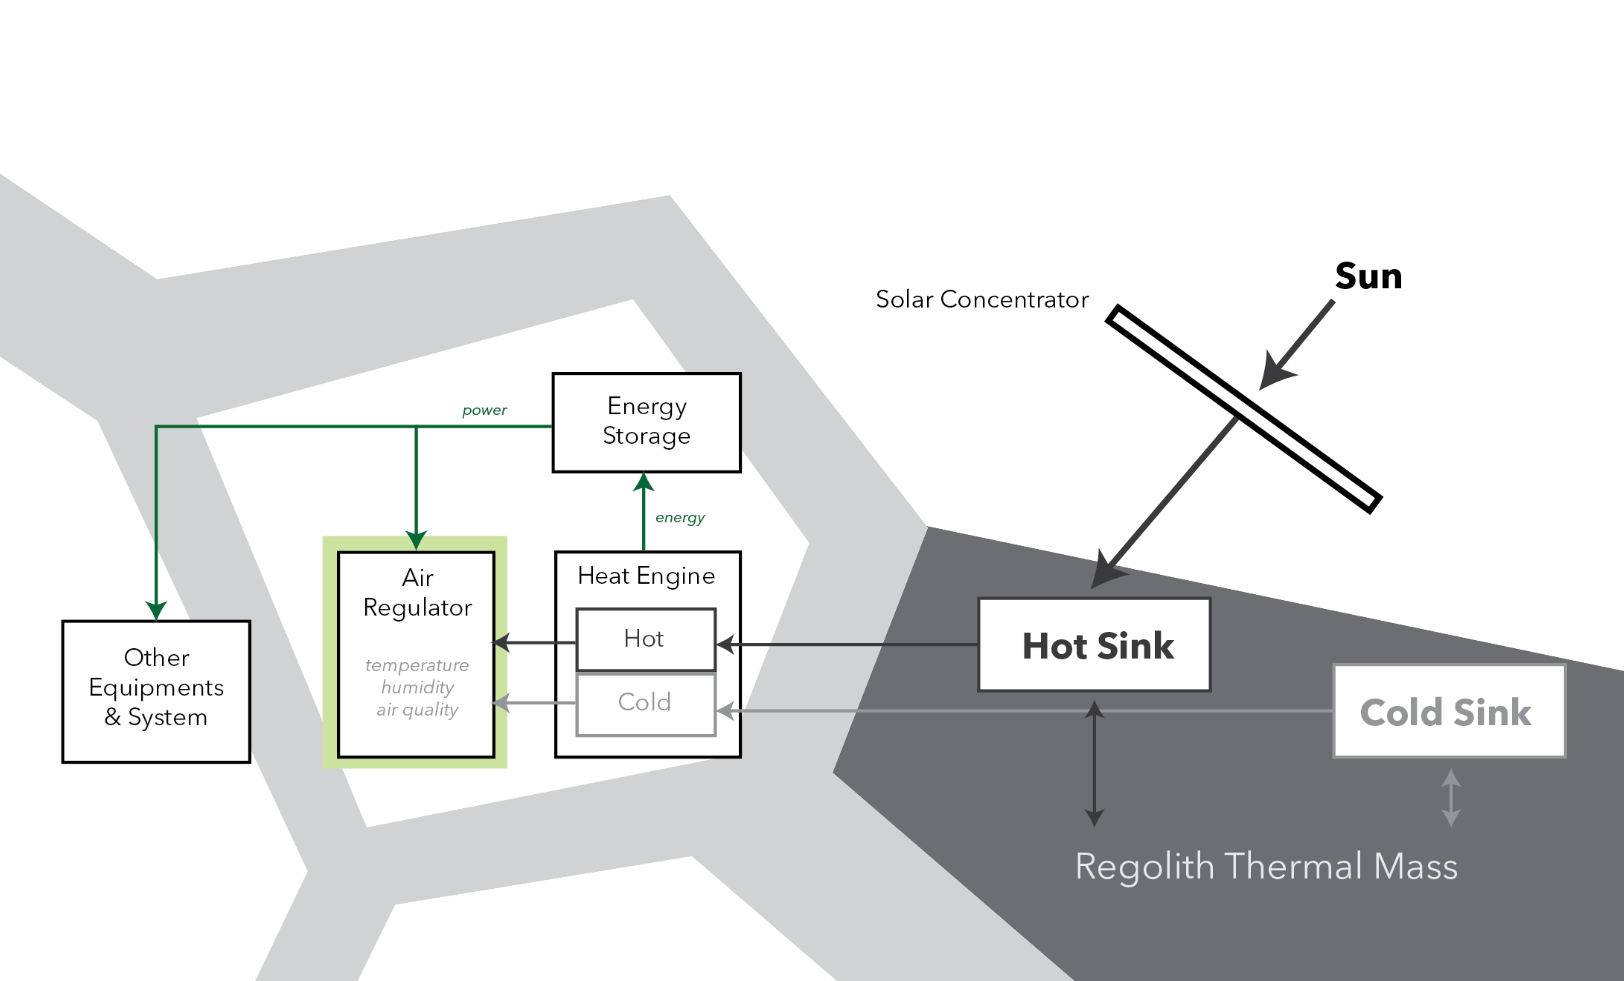 Sun
Solar Concentrator
Energy
Storage
power
energy
Air
Regulator
temperature
humidity
air quality
Heat Engine
Hot
Cold
Other
Equipments
& System
Hot Sink
Cold Sink
Regolith Thermal Mass